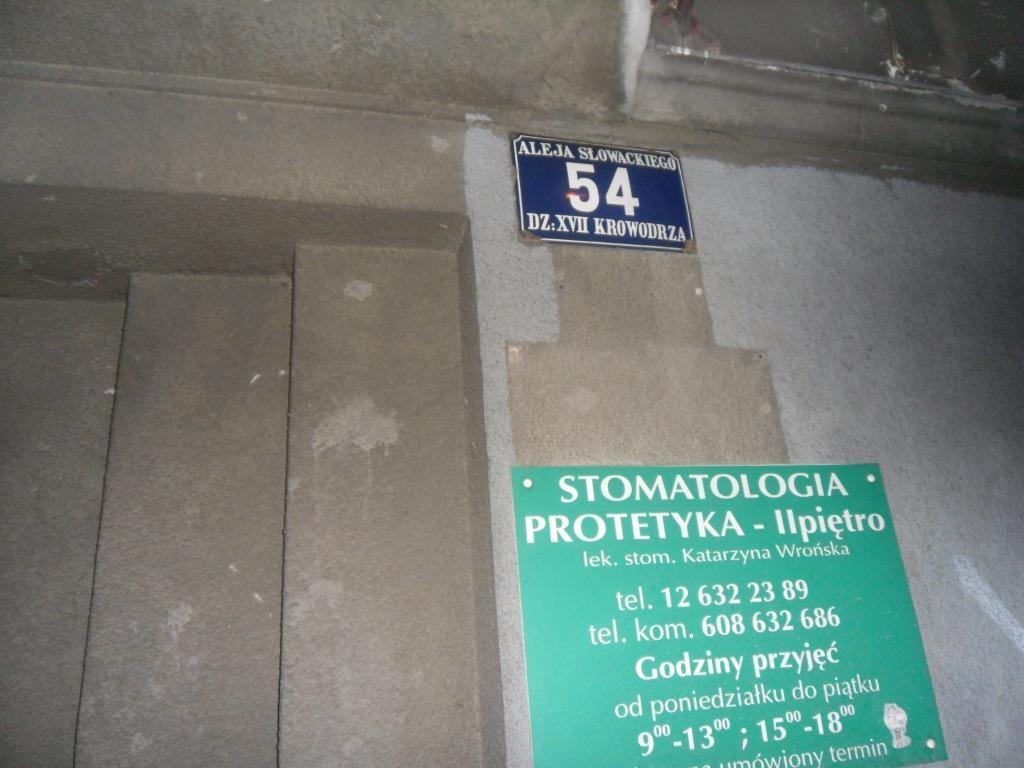 ALEJA SŁOWACKIEGO
54
DZ: XVII KROWODRZA
STOMATOLOGIA
PROTETYKA - IIpiętro
lek. stom. Katarzyna Wrońska
tel. 12 632 23 89
tel. kom. 608 632 686
Godziny przyjęć
od poniedziałku do piątku
9⁰⁰-13⁰⁰ ; 15⁰⁰-18⁰⁰
umówiony termin